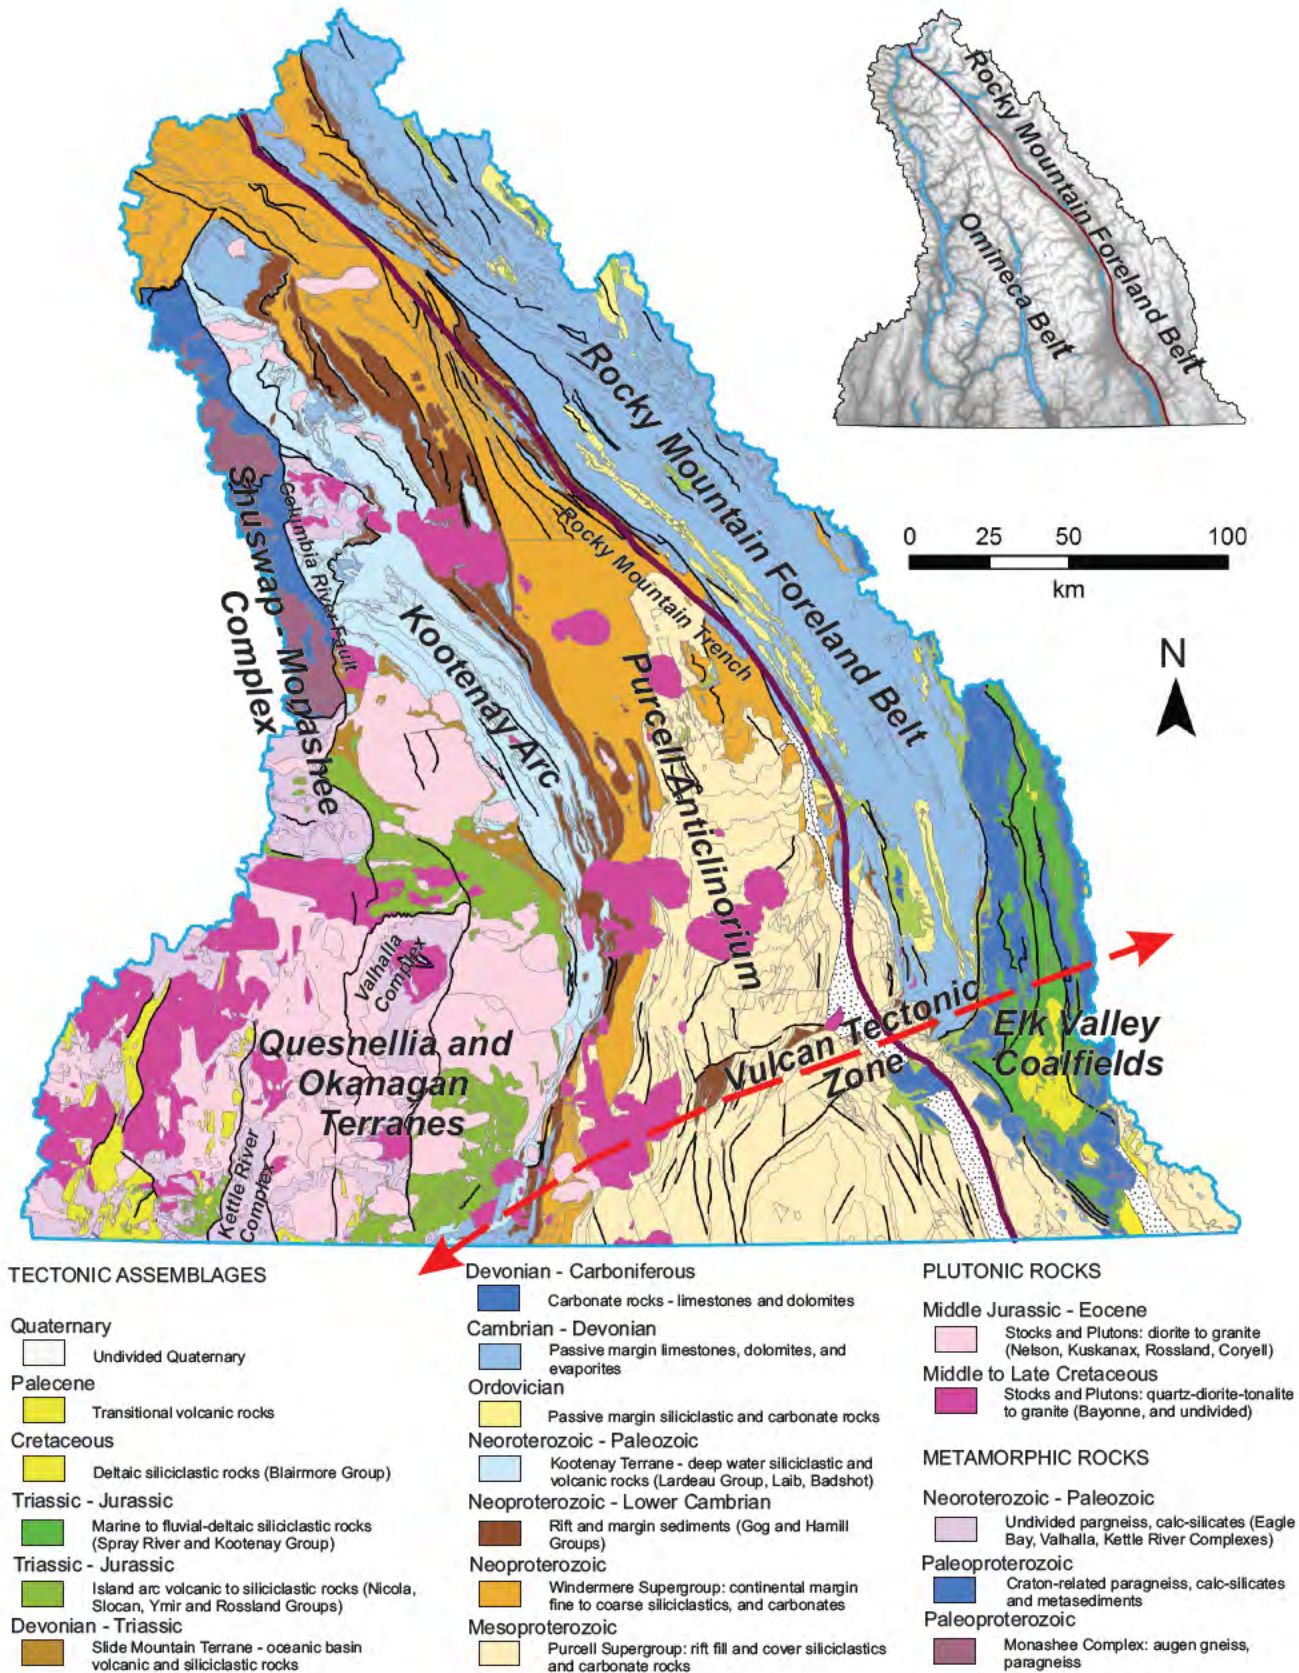 Rocky Mountain Foreland Belt
Omineca Belt
Rocky Mountain Foreland Belt
0 25 50 100
km
N
Shuswap - Monashee
Complex
Columbia River Fault
Rocky Mountain Trench
Kootenay Arc
Purcell Anticlinorium
Valhalla
Complex
Quesnellia and
Okanagan
Terranes
Kettle River
Complex
Vulcan Tectonic
Zone
Elk Valley
Coalfields
TECTONIC ASSEMBLAGES
Quaternary
Undivided Quaternary
Palecene
Transitional volcanic rocks
Cretaceous
Deltaic siliciclastic rocks (Blairmore Group)
Triassic - Jurassic
Marine to fluvial-deltaic siliciclastic rocks
(Spray River and Kootenay Group)
Triassic - Jurassic
Island arc volcanic to siliciclastic rocks (Nicola,
Slocan, Ymir and Rossland Groups)
Devonian - Triassic
Slide Mountain Terrane - oceanic basin
volcanic and siliciclastic rocks
Devonian - Carboniferous
Carbonate rocks - limestones and dolomites
Cambrian - Devonian
Passive margin limestones, dolomites, and
evaporites
Ordovician
Passive margin siliciclastic and carbonate rocks
Neoroterozoic - Paleozoic
Kootenay Terrane - deep water siliciclastic and
volcanic rocks (Lardeau Group, Laib, Badshot)
Neoproterozoic - Lower Cambrian
Rift and margin sediments (Gog and Hamill
Groups)
Neoproterozoic
Windermere Supergroup: continental margin
fine to coarse siliciclastics, and carbonates
Mesoproterozoic
Purcell Supergroup: rift fill and cover siliciclastics
and carbonate rocks
PLUTONIC ROCKS
Middle Jurassic - Eocene
Stocks and Plutons: diorite to granite
(Nelson, Kuskanax, Rossland, Coryell)
Middle to Late Cretaceous
Stocks and Plutons: quartz-diorite-tonalite
to granite (Bayonne, and undivided)
METAMORPHIC ROCKS
Neoroterozoic - Paleozoic
Undivided pargneiss, calc-silicates (Eagle
Bay, Valhalla, Kettle River Complexes)
Paleoproterozoic
Craton-related paragneiss, calc-silicates
and metasediments
Paleoproterozoic
Monashee Complex: augen gneiss,
paragneiss